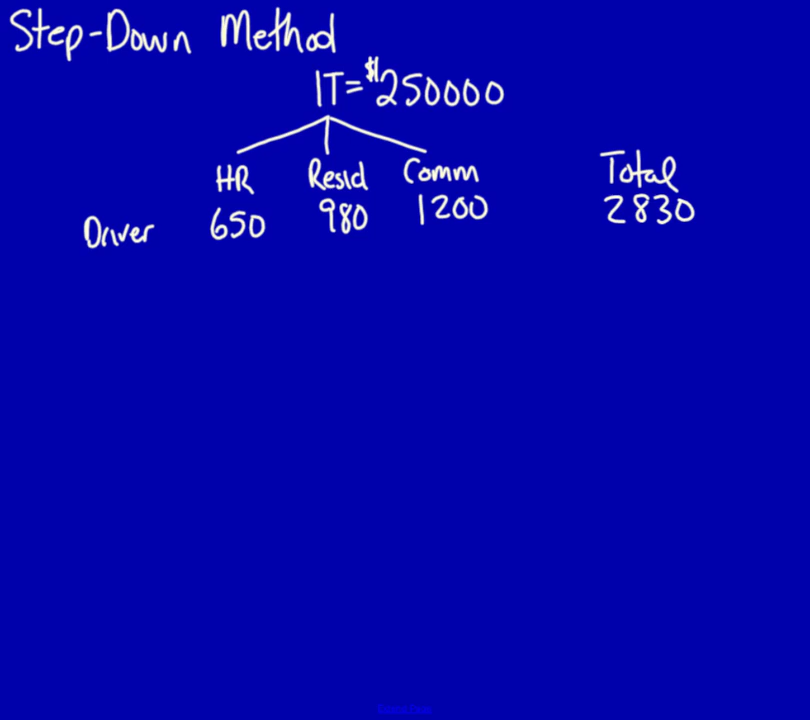 Step-Down Method
IT=$250000
HR Resid Comm Total
Driver 650 980 1200 2830